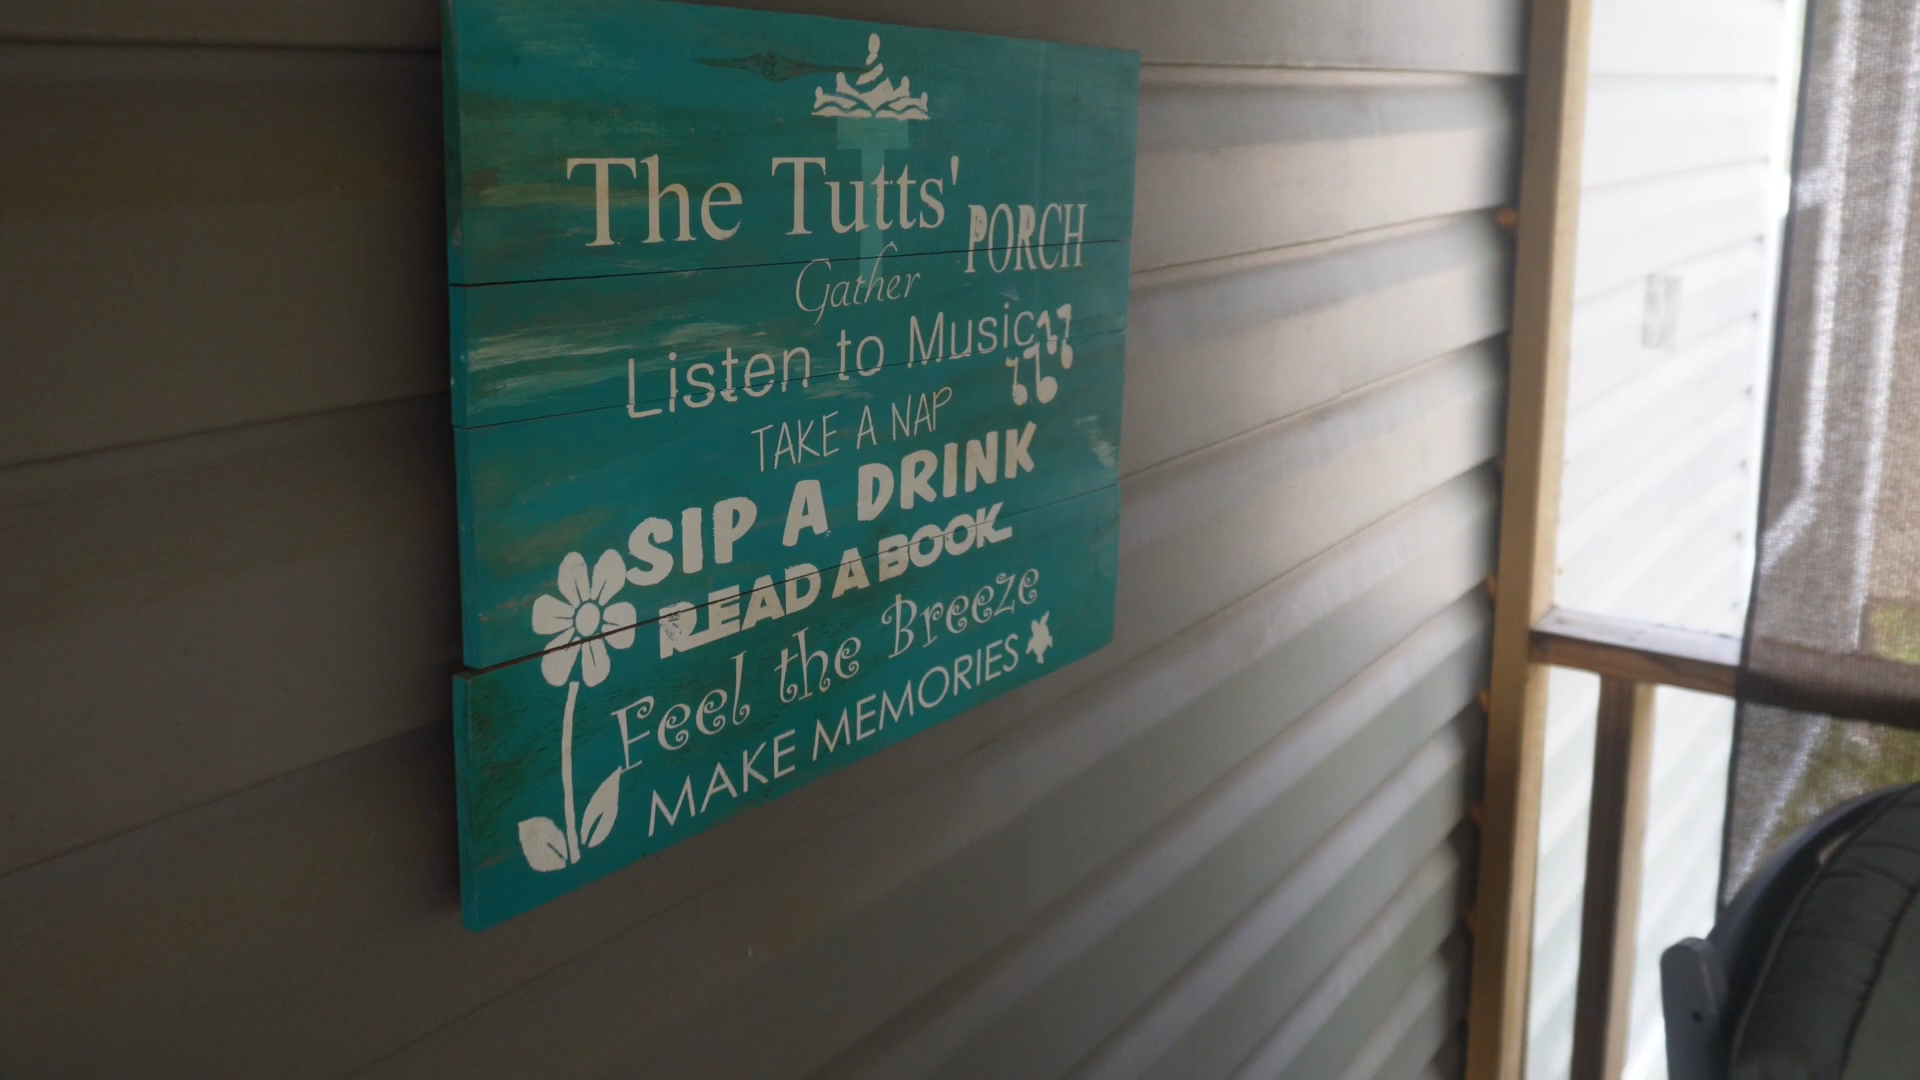 The Tutts' PORCH
Gather
Listen to Music
TAKE A NAP
SIP A DRINK
READ A BOOK
Feel the Breeze
MAKE MEMORIES